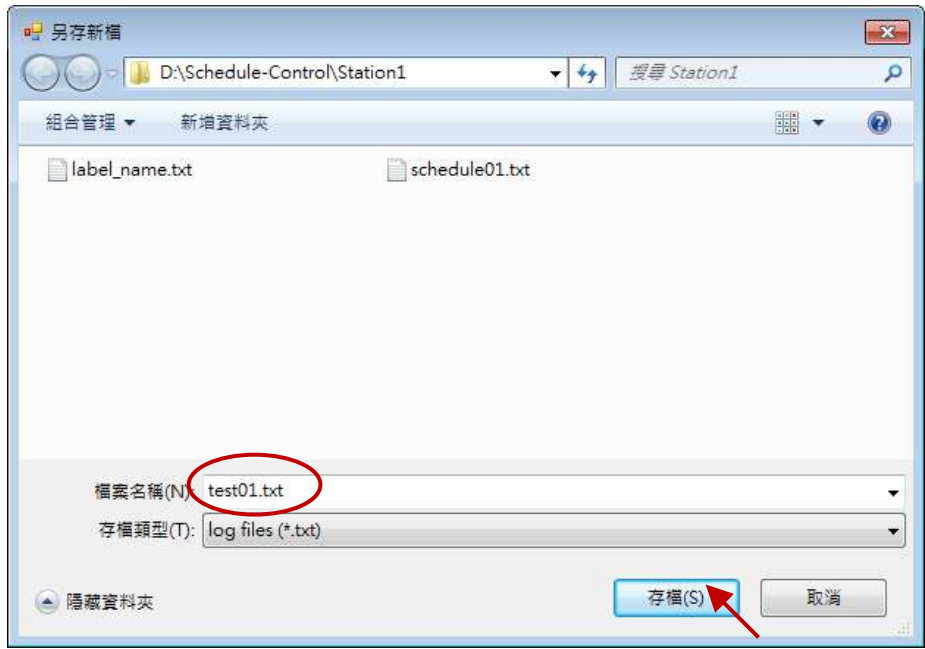 另存新檔
D:\Schedule-Control\Station1
搜尋 Station1
組合管理
新增資料夾
label_name.txt
schedule01.txt
檔案名稱(N):
test01.txt
存檔類型(T):
log files (*.txt)
隱藏資料夾
存檔(S)
取消